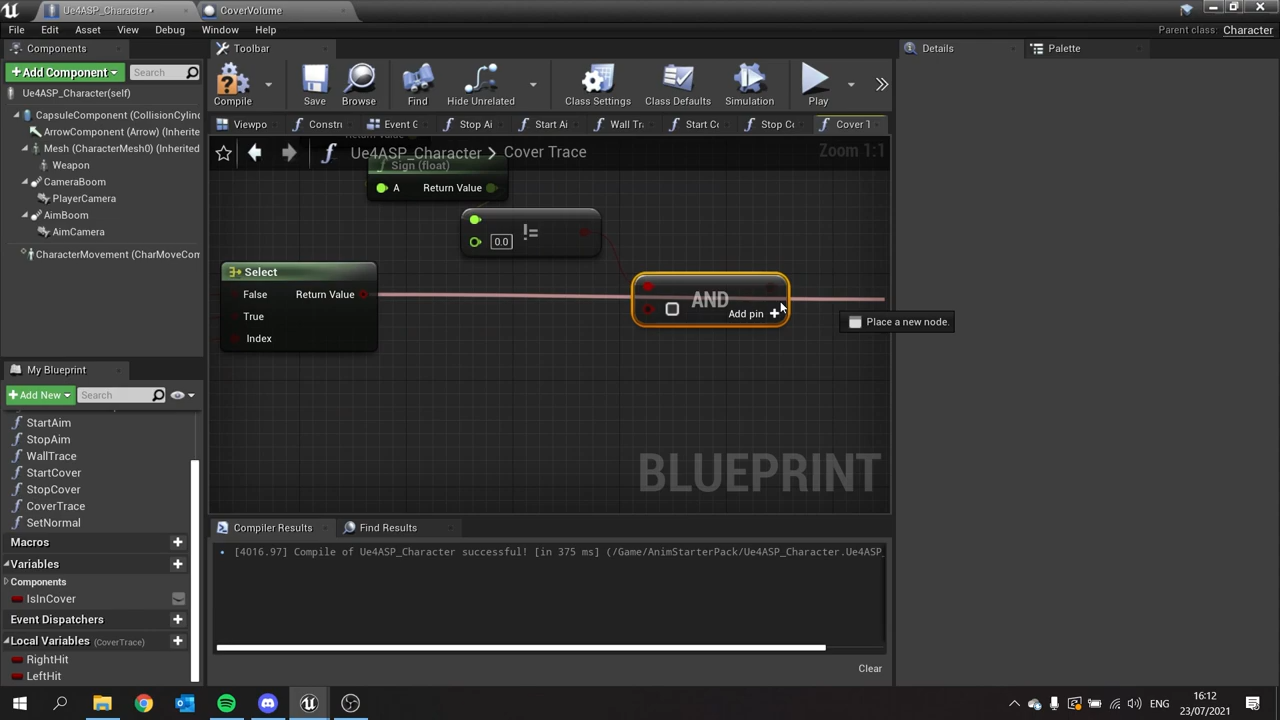 Ue4ASP_Character*
CoverVolume
File Edit Asset View Debug Window Help
Parent class: Character
Components
Toolbar
Details
Palette
Add Component
Search
Ue4ASP_Character(self)
CapsuleComponent (CollisionCylin
ArrowComponent (Arrow) (Inherite
Mesh (CharacterMesh0) (Inherited
Weapon
CameraBoom
PlayerCamera
AimBoom
AimCamera
CharacterMovement (CharMoveCom
Compile
Save
Browse
Find
Hide Unrelated
Class Settings
Class Defaults
Simulation
Play
Viewpo
Constr
Event G
Stop Ai
Start Ai
Wall Tr
Start Co
Stop Co
Cover T
Ue4ASP_Character > Cover Trace
Zoom 1:1
Sign (float)
A Return Value
0.0
!=
Select
False Return Value
True
Index
AND
Add pin
Place a new node.
BLUEPRINT
My Blueprint
Add New
Search
StartAim
StopAim
WallTrace
StartCover
StopCover
CoverTrace
SetNormal
Macros
Variables
Components
IsInCover
Event Dispatchers
Local Variables (CoverTrace)
RightHit
LeftHit
Compiler Results
Find Results
[4016.97] Compile of Ue4ASP_Character successful! [in 375 ms] (/Game/AnimStarterPack/Ue4ASP_Character.Ue4ASP_
Clear
ENG
16:12
23/07/2021